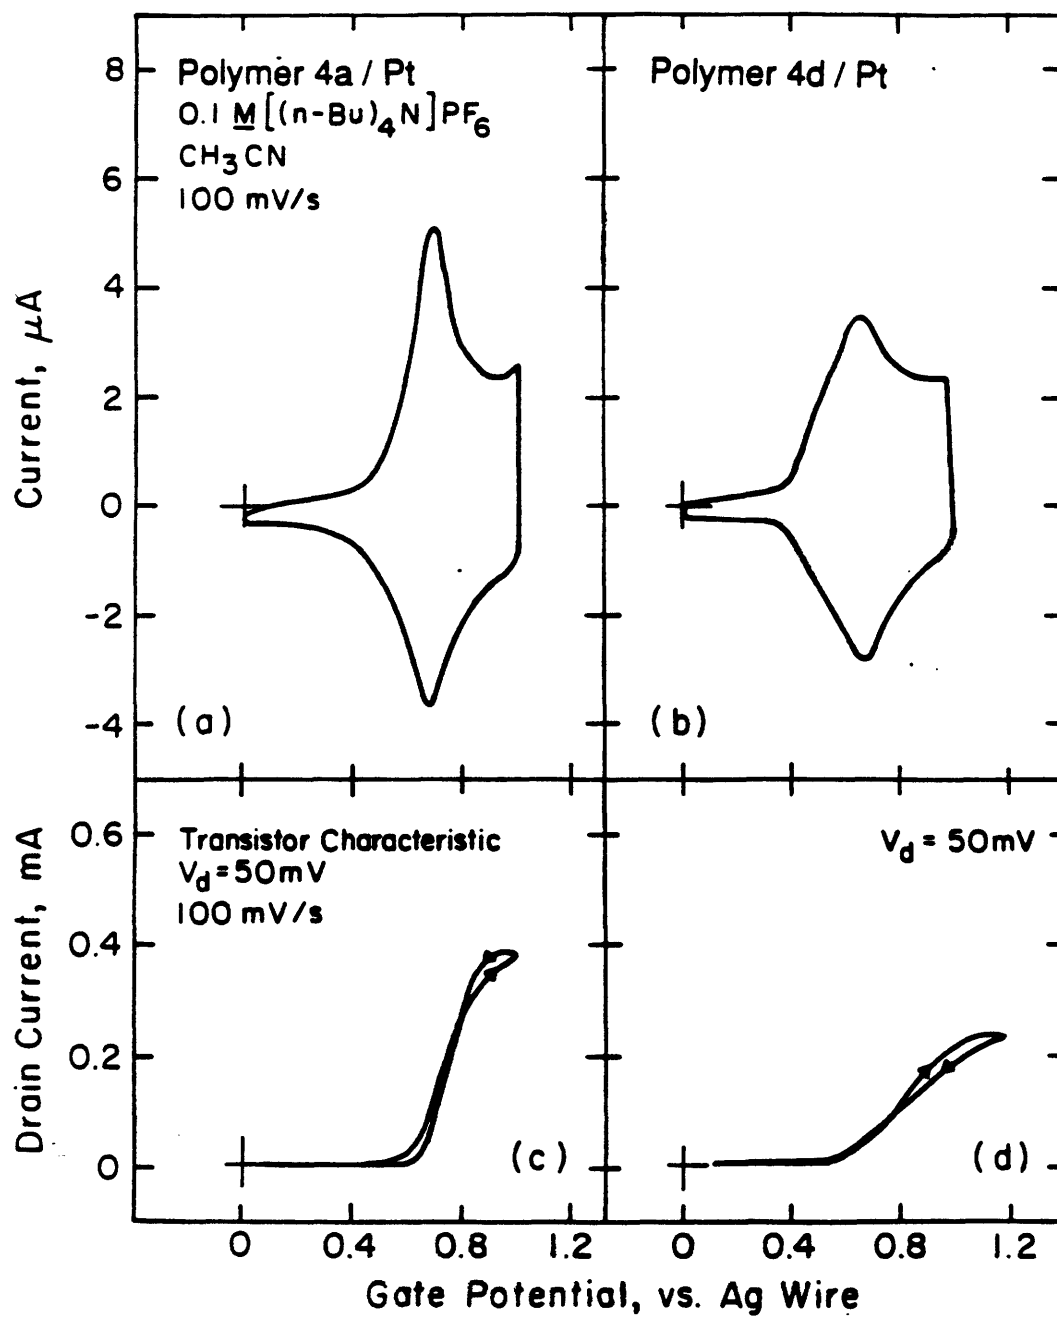 Polymer 4a / Pt
0.1 M [(n-Bu)4 N]PF6
CH3CN
100 mV/s
Polymer 4d / Pt
8
6
4
2
0
-2
-4
Current, μA
(a)
(b)
Transistor Characteristic
Vd = 50mV
100 mV/s
Vd = 50mV
0.6
0.4
0.2
0
Drain Current, mA
(c)
(d)
0 0.4 0.8 1.2 0 0.4 0.8 1.2
Gate Potential, vs. Ag Wire